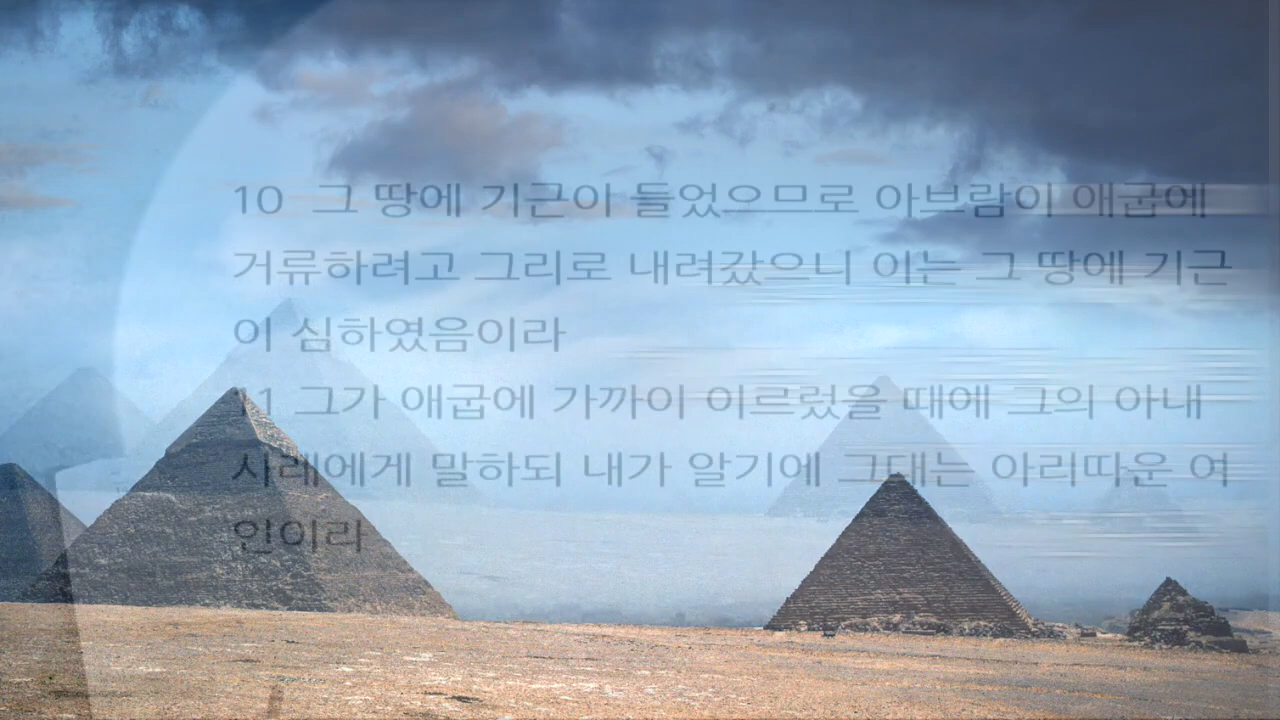 10 그 땅에 기근이 들었으므로 아브람이 애굽에
거류하려고 그리로 내려갔으니 이는 그 땅에 기근
이 심하였음이라
11 그가 애굽에 가까이 이르렀을 때에 그의 아내
사래에게 말하되 내가 알기에 그대는 아리따운 여
인이라